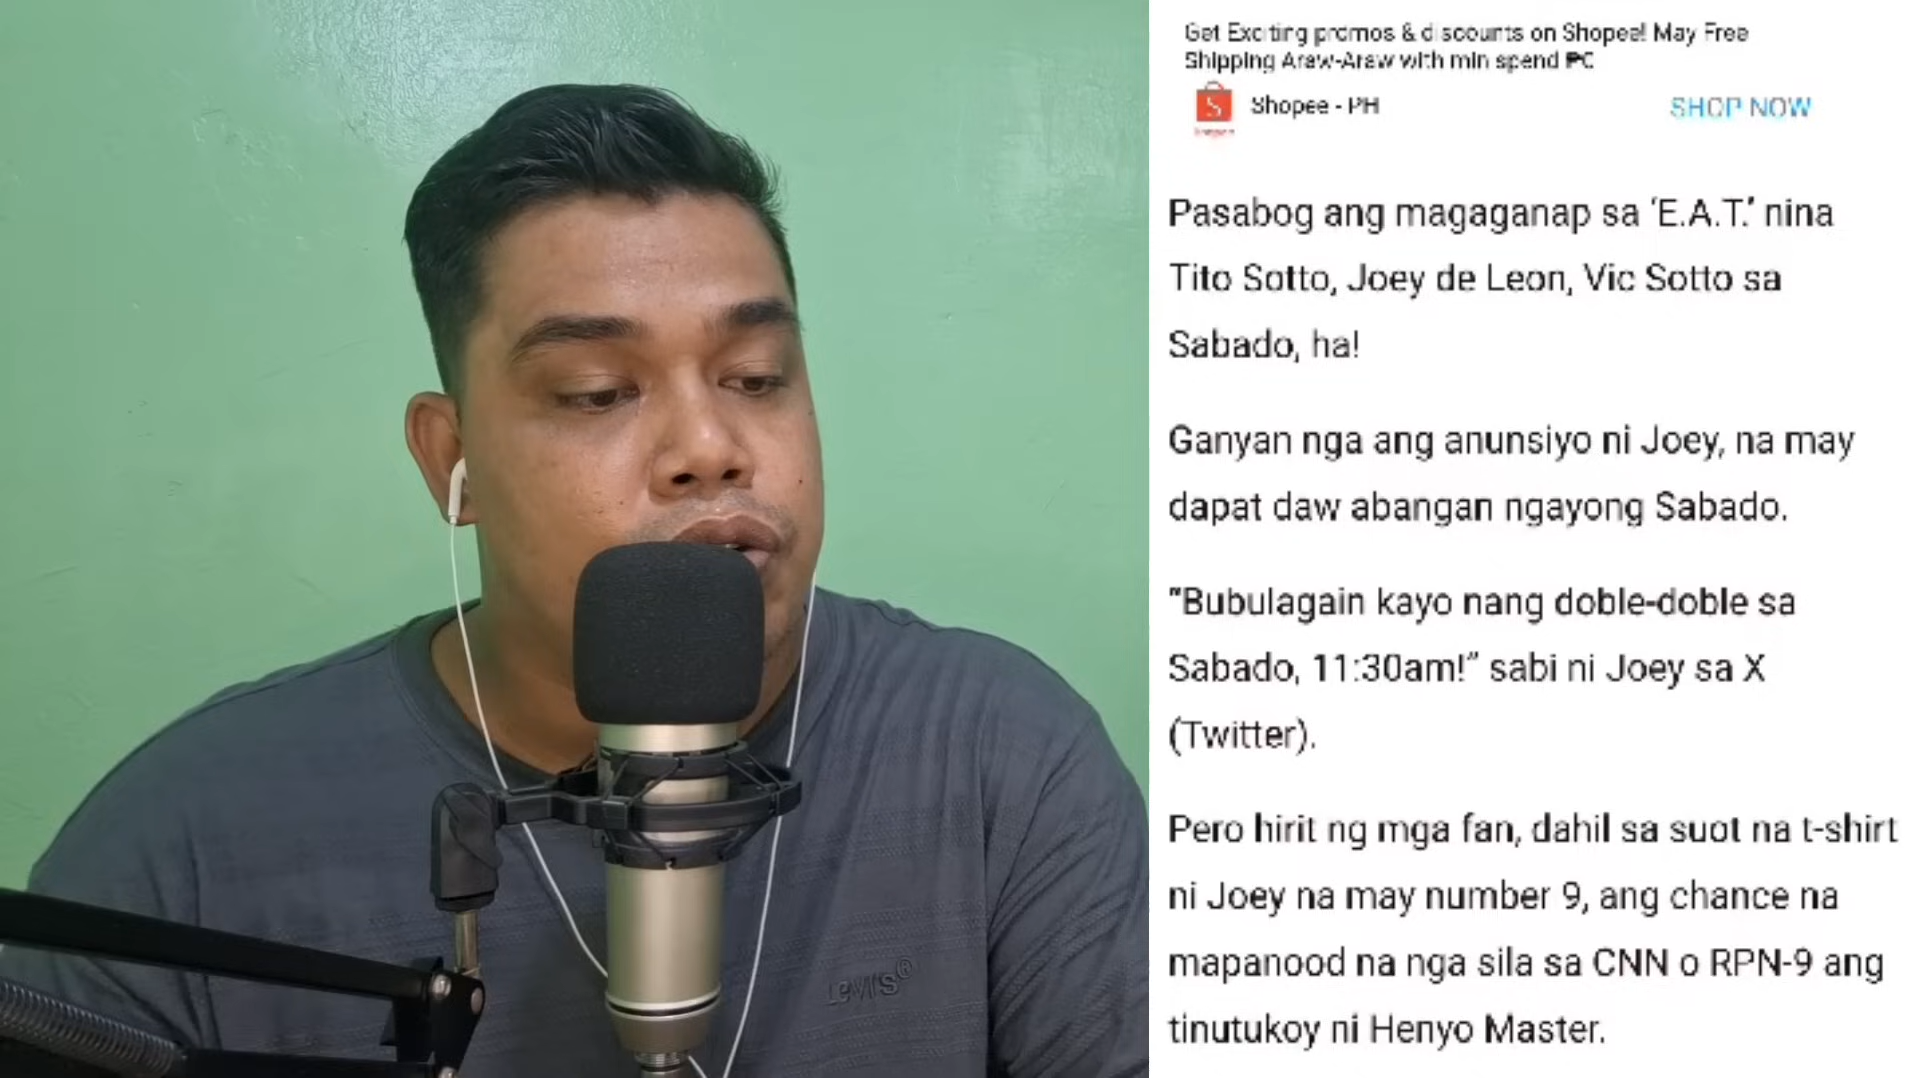 Get Exciting promos & discounts on Shopee! May Free
Shipping Araw-Araw with min spend ₱0
Shopee - PH
SHOP NOW
Pasabog ang magaganap sa ‘E.A.T.’ nina
Tito Sotto, Joey de Leon, Vic Sotto sa
Sabado, ha!
Ganyan nga ang anunsiyo ni Joey, na may
dapat daw abangan ngayong Sabado.
“Bubulagain kayo nang doble-doble sa
Sabado, 11:30am!” sabi ni Joey sa X
(Twitter).
Pero hirit ng mga fan, dahil sa suot na t-shirt
ni Joey na may number 9, ang chance na
mapanood na nga sila sa CNN o RPN-9 ang
tinutukoy ni Henyo Master.
LEVI'S®